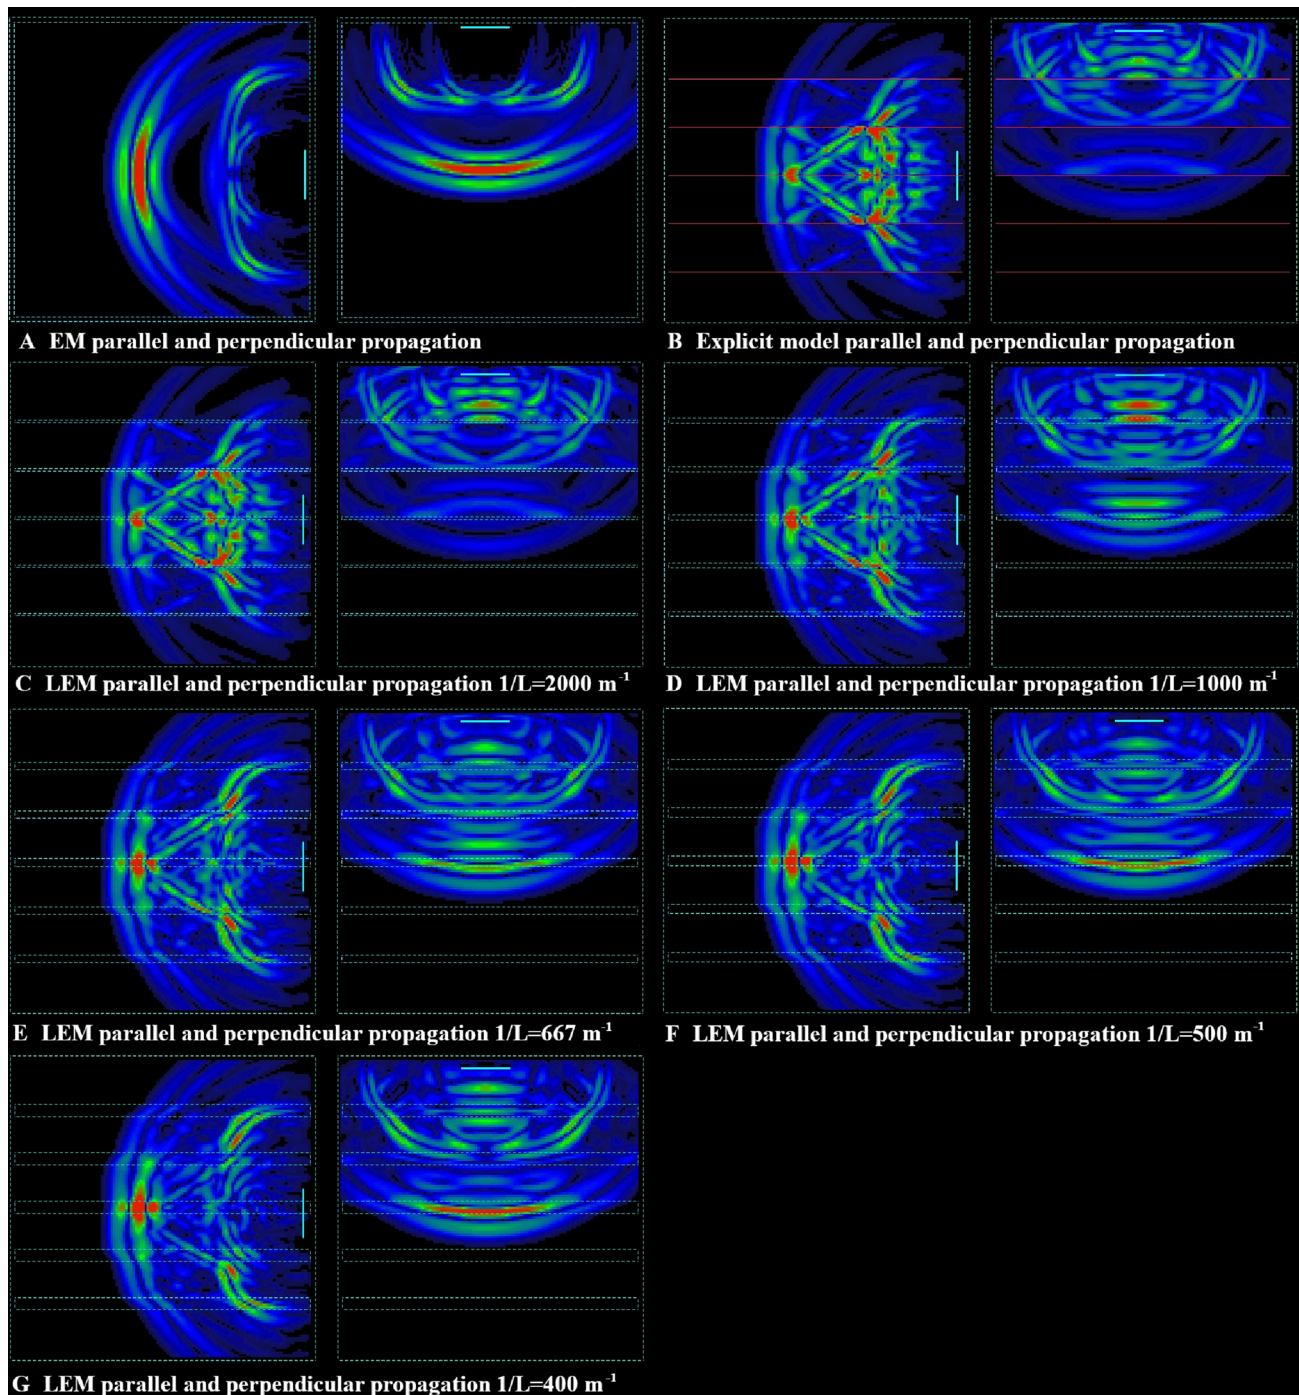 A EM parallel and perpendicular propagation
B Explicit model parallel and perpendicular propagation
C LEM parallel and perpendicular propagation 1/L=2000 m⁻¹
D LEM parallel and perpendicular propagation 1/L=1000 m⁻¹
E LEM parallel and perpendicular propagation 1/L=667 m⁻¹
F LEM parallel and perpendicular propagation 1/L=500 m⁻¹
G LEM parallel and perpendicular propagation 1/L=400 m⁻¹